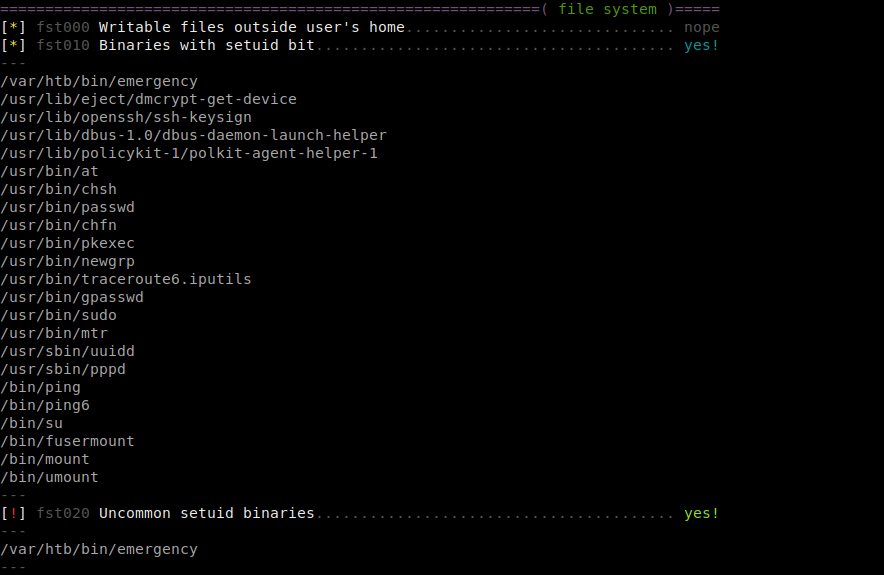 ============================================================( file system )=====
[*] fst000 Writable files outside user's home.............................. nope
[*] fst010 Binaries with setuid bit........................................ yes!
---
/var/htb/bin/emergency
/usr/lib/eject/dmcrypt-get-device
/usr/lib/openssh/ssh-keysign
/usr/lib/dbus-1.0/dbus-daemon-launch-helper
/usr/lib/policykit-1/polkit-agent-helper-1
/usr/bin/at
/usr/bin/chsh
/usr/bin/passwd
/usr/bin/chfn
/usr/bin/pkexec
/usr/bin/newgrp
/usr/bin/traceroute6.iputils
/usr/bin/gpasswd
/usr/bin/sudo
/usr/bin/mtr
/usr/sbin/uuidd
/usr/sbin/pppd
/bin/ping
/bin/ping6
/bin/su
/bin/fusermount
/bin/mount
/bin/umount
---
[!] fst020 Uncommon setuid binaries........................................ yes!
---
/var/htb/bin/emergency
---